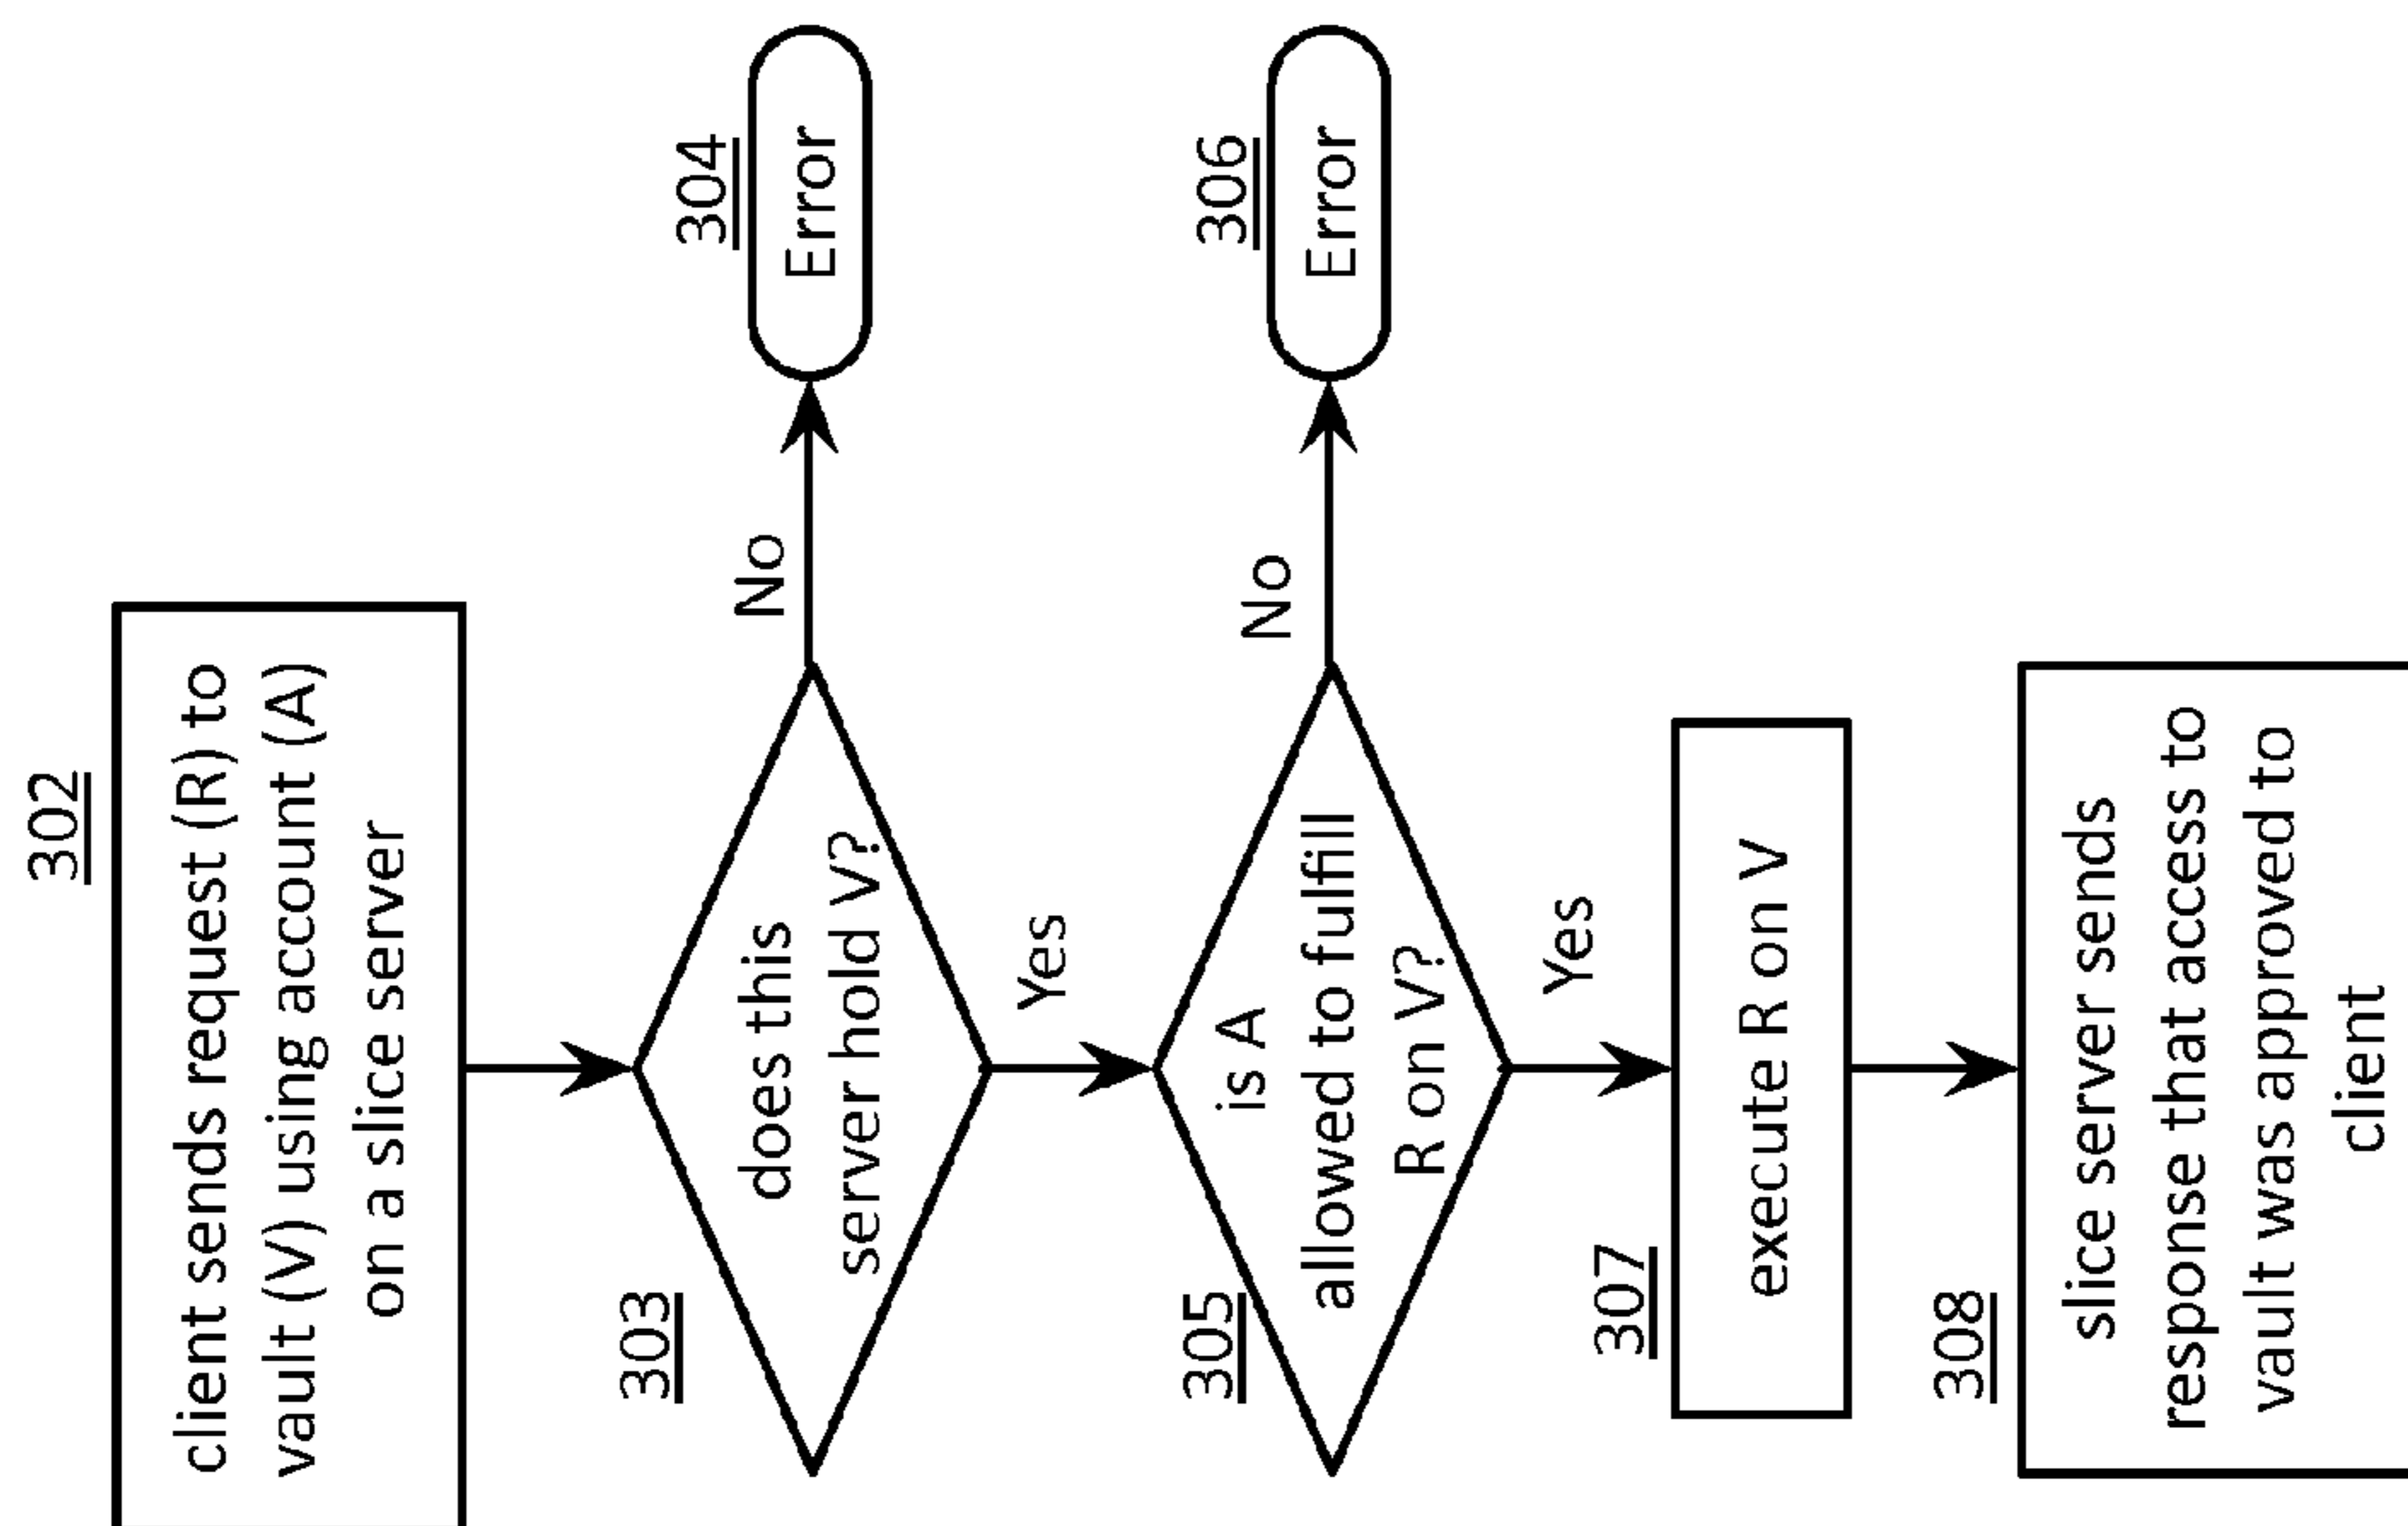 302
client sends request (R) to
vault (V) using account (A)
on a slice server
303
does this
server hold V?
No
304
Error
Yes
305
is A
allowed to fulfill
R on V?
No
306
Error
Yes
307
execute R on V
308
slice server sends
response that access to
vault was approved to
client